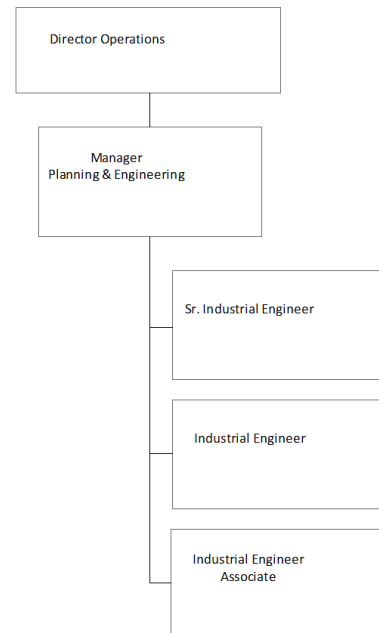 Director Operations
Manager
Planning & Engineering
Sr. Industrial Engineer
Industrial Engineer
Industrial Engineer
Associate